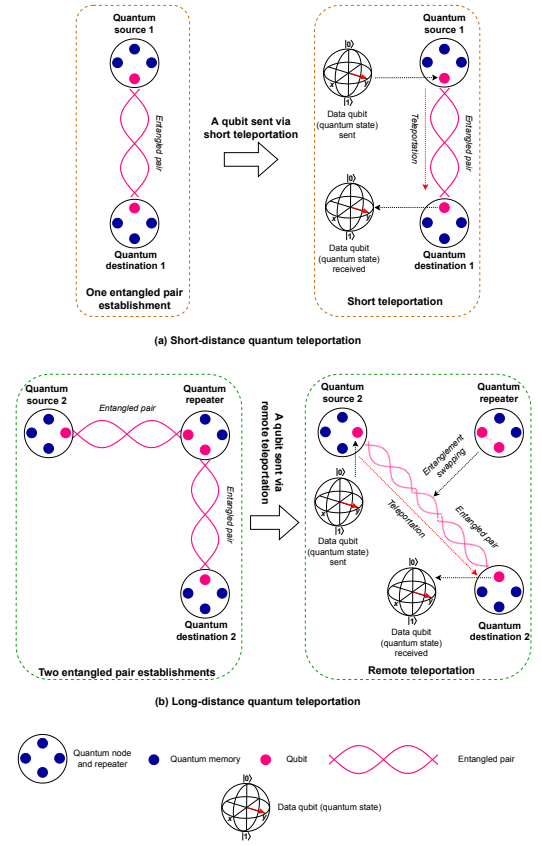 Quantum
source 1
Entangled pair
Quantum
destination 1
One entangled pair
establishment
A qubit sent via
short teleportation
Quantum
source 1
|0⟩
x
y
|1⟩
Data qubit
(quantum state)
sent
Teleportation
Entangled pair
|0⟩
x
y
|1⟩
Data qubit
(quantum state)
received
Quantum
destination 1
Short teleportation
(a) Short-distance quantum teleportation
Quantum
source 2
Entangled pair
Quantum
repeater
Entangled pair
Quantum
destination 2
Two entangled pair establishments
A qubit sent via
remote teleportation
Quantum
source 2
Quantum
repeater
Entanglement
swapping
|0⟩
x
y
|1⟩
Data qubit
(quantum state)
sent
Teleportation
Entangled pair
|0⟩
x
y
|1⟩
Data qubit
(quantum state)
received
Quantum
destination 2
Remote teleportation
(b) Long-distance quantum teleportation
Quantum node
and repeater
Quantum memory
Qubit
Entangled pair
|0⟩
x
y
|1⟩
Data qubit (quantum state)